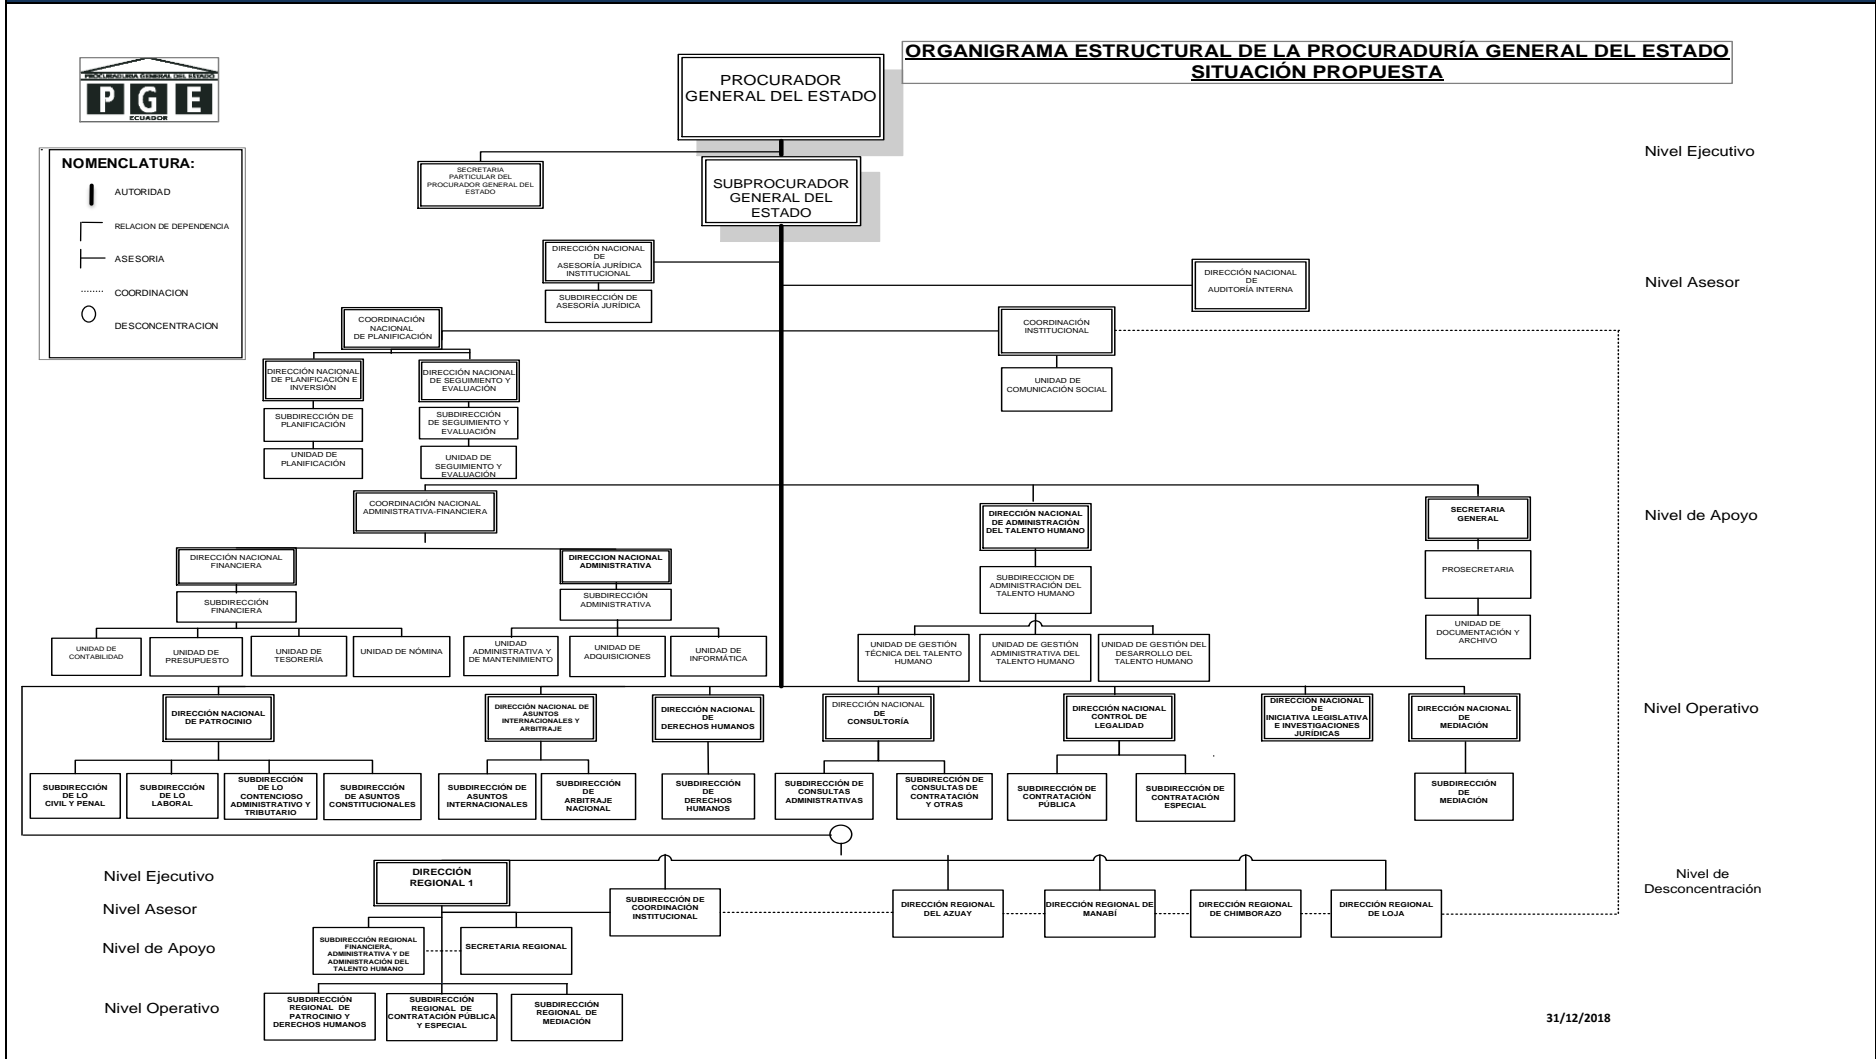 ORGANIGRAMA ESTRUCTURAL DE LA PROCURADURÍA GENERAL DEL ESTADO
SITUACIÓN PROPUESTA
PROCURADURIA GENERAL DEL ESTADO
P G E
ECUADOR
NOMENCLATURA:
AUTORIDAD
RELACION DE DEPENDENCIA
ASESORIA
COORDINACION
DESCONCENTRACION
PROCURADOR
GENERAL DEL ESTADO
Nivel Ejecutivo
SECRETARIA
PARTICULAR DEL
PROCURADOR GENERAL DEL
ESTADO
SUBPROCURADOR
GENERAL DEL
ESTADO
DIRECCIÓN NACIONAL
DE
ASESORÍA JURÍDICA
INSTITUCIONAL
SUBDIRECCIÓN DE
ASESORÍA JURÍDICA
DIRECCIÓN NACIONAL
DE
AUDITORÍA INTERNA
Nivel Asesor
COORDINACIÓN
NACIONAL
DE PLANIFICACIÓN
COORDINACIÓN
INSTITUCIONAL
DIRECCIÓN NACIONAL
DE PLANIFICACIÓN E
INVERSIÓN
DIRECCIÓN NACIONAL
DE SEGUIMIENTO Y
EVALUACIÓN
UNIDAD DE
COMUNICACIÓN SOCIAL
SUBDIRECCIÓN DE
PLANIFICACIÓN
SUBDIRECCIÓN
DE SEGUIMIENTO Y
EVALUACIÓN
UNIDAD DE
PLANIFICACIÓN
UNIDAD DE
SEGUIMIENTO Y
EVALUACIÓN
COORDINACIÓN NACIONAL
ADMINISTRATIVA-FINANCIERA
DIRECCIÓN NACIONAL
DE ADMINISTRACIÓN
DEL TALENTO HUMANO
SECRETARIA
GENERAL
Nivel de Apoyo
DIRECCIÓN NACIONAL
FINANCIERA
DIRECCION NACIONAL
ADMINISTRATIVA
SUBDIRECCION DE
ADMINISTRACIÓN DEL
TALENTO HUMANO
PROSECRETARIA
SUBDIRECCIÓN
FINANCIERA
SUBDIRECCIÓN
ADMINISTRATIVA
UNIDAD DE
DOCUMENTACIÓN Y
ARCHIVO
UNIDAD DE
CONTABILIDAD
UNIDAD DE
PRESUPUESTO
UNIDAD DE
TESORERÍA
UNIDAD DE NÓMINA
UNIDAD
ADMINISTRATIVA Y
DE MANTENIMIENTO
UNIDAD DE
ADQUISICIONES
UNIDAD DE
INFORMÁTICA
UNIDAD DE GESTIÓN
TÉCNICA DEL TALENTO
HUMANO
UNIDAD DE GESTIÓN
ADMINISTRATIVA DEL
TALENTO HUMANO
UNIDAD DE GESTIÓN DEL
DESARROLLO DEL
TALENTO HUMANO
DIRECCIÓN NACIONAL
DE PATROCINIO
DIRECCIÓN NACIONAL DE
ASUNTOS
INTERNACIONALES Y
ARBITRAJE
DIRECCIÓN NACIONAL
DE
DERECHOS HUMANOS
DIRECCIÓN NACIONAL
DE
CONSULTORÍA
DIRECCIÓN NACIONAL
CONTROL DE
LEGALIDAD
DIRECCIÓN NACIONAL
DE
INICIATIVA LEGISLATIVA
E INVESTIGACIONES
JURÍDICAS
DIRECCIÓN NACIONAL
DE
MEDIACIÓN
Nivel Operativo
SUBDIRECCIÓN
DE LO
CIVIL Y PENAL
SUBDIRECCIÓN
DE LO
LABORAL
SUBDIRECCIÓN
DE LO
CONTENCIOSO
ADMINISTRATIVO Y
TRIBUTARIO
SUBDIRECCIÓN
DE ASUNTOS
CONSTITUCIONALES
SUBDIRECCIÓN
DE ASUNTOS
INTERNACIONALES
SUBDIRECCIÓN
DE
ARBITRAJE
NACIONAL
SUBDIRECCIÓN
DE
DERECHOS
HUMANOS
SUBDIRECCIÓN DE
CONSULTAS
ADMINISTRATIVAS
SUBDIRECCIÓN DE
CONSULTAS DE
CONTRATACIÓN
Y OTRAS
SUBDIRECCIÓN DE
CONTRATACIÓN
PÚBLICA
SUBDIRECCIÓN DE
CONTRATACIÓN
ESPECIAL
SUBDIRECCIÓN
DE
MEDIACIÓN
Nivel Ejecutivo
DIRECCIÓN
REGIONAL 1
Nivel de
Desconcentración
Nivel Asesor
SUBDIRECCIÓN DE
COORDINACIÓN
INSTITUCIONAL
DIRECCIÓN REGIONAL
DEL AZUAY
DIRECCIÓN REGIONAL DE
MANABÍ
DIRECCIÓN REGIONAL
DE CHIMBORAZO
DIRECCIÓN REGIONAL
DE LOJA
Nivel de Apoyo
SUBDIRECCIÓN REGIONAL
FINANCIERA,
ADMINISTRATIVA Y DE
ADMINISTRACIÓN DEL
TALENTO HUMANO
SECRETARIA REGIONAL
Nivel Operativo
SUBDIRECCIÓN
REGIONAL DE
PATROCINIO Y
DERECHOS HUMANOS
SUBDIRECCIÓN
REGIONAL DE
CONTRATACIÓN PÚBLICA
Y ESPECIAL
SUBDIRECCIÓN
REGIONAL DE
MEDIACIÓN
31/12/2018